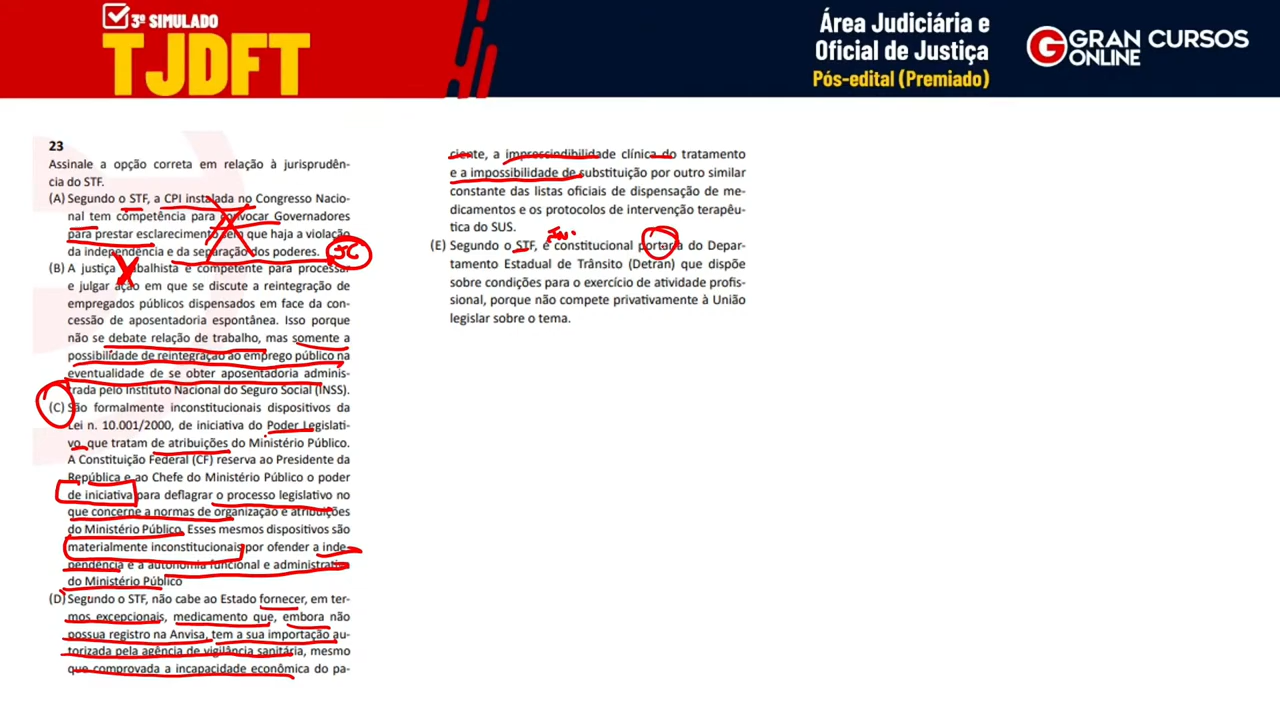 3º SIMULADO
TJDFT
Área Judiciária e
Oficial de Justiça
Pós-edital (Premiado)
GRAN CURSOS
ONLINE
23
Assinale a opção correta em relação à jurisprudên-
cia do STF.
(A) Segundo o STF, a CPI instalada no Congresso Nacio-
nal tem competência para convocar Governadores
para prestar esclarecimento sem que haja a violação
da independência e da separação dos poderes.
(B) A justiça trabalhista é competente para processar
e julgar ação em que se discute a reintegração de
empregados públicos dispensados em face da con-
cessão de aposentadoria espontânea. Isso porque
não se debate relação de trabalho, mas somente a
possibilidade de reintegração ao emprego público na
eventualidade de se obter aposentadoria adminis-
trada pelo Instituto Nacional do Seguro Social (INSS).
(C) São formalmente inconstitucionais dispositivos da
Lei n. 10.001/2000, de iniciativa do Poder Legislati-
vo, que tratam de atribuições do Ministério Público.
A Constituição Federal (CF) reserva ao Presidente da
República e ao Chefe do Ministério Público o poder
de iniciativa para deflagrar o processo legislativo no
que concerne a normas de organização e atribuições
do Ministério Público. Esses mesmos dispositivos são
materialmente inconstitucionais por ofender a inde-
pendência e a autonomia funcional e administrativa
do Ministério Público
(D) Segundo o STF, não cabe ao Estado fornecer, em ter-
mos excepcionais, medicamento que, embora não
possua registro na Anvisa, tem a sua importação au-
torizada pela agência de vigilância sanitária, mesmo
que comprovada a incapacidade econômica do pa-
ciente, a imprescindibilidade clínica do tratamento
e a impossibilidade de substituição por outro similar
constante das listas oficiais de dispensação de me-
dicamentos e os protocolos de intervenção terapêu-
tica do SUS.
(E) Segundo o STF, é constitucional portaria do Depar-
tamento Estadual de Trânsito (Detran) que dispõe
sobre condições para o exercício de atividade profis-
sional, porque não compete privativamente à União
legislar sobre o tema.